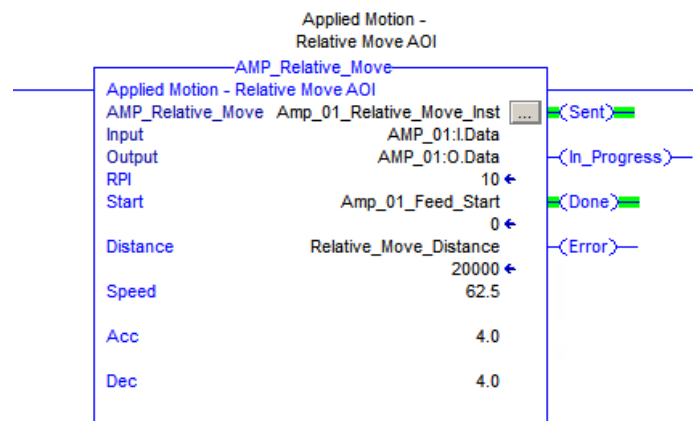 Applied Motion -
Relative Move AOI
AMP_Relative_Move
Applied Motion - Relative Move AOI
AMP_Relative_Move Amp_01_Relative_Move_Inst ... (Sent)
Input AMP_01:I.Data
Output AMP_01:O.Data (In_Progress)
RPI 10
Start Amp_01_Feed_Start (Done)
0
Distance Relative_Move_Distance (Error)
20000
Speed 62.5
Acc 4.0
Dec 4.0